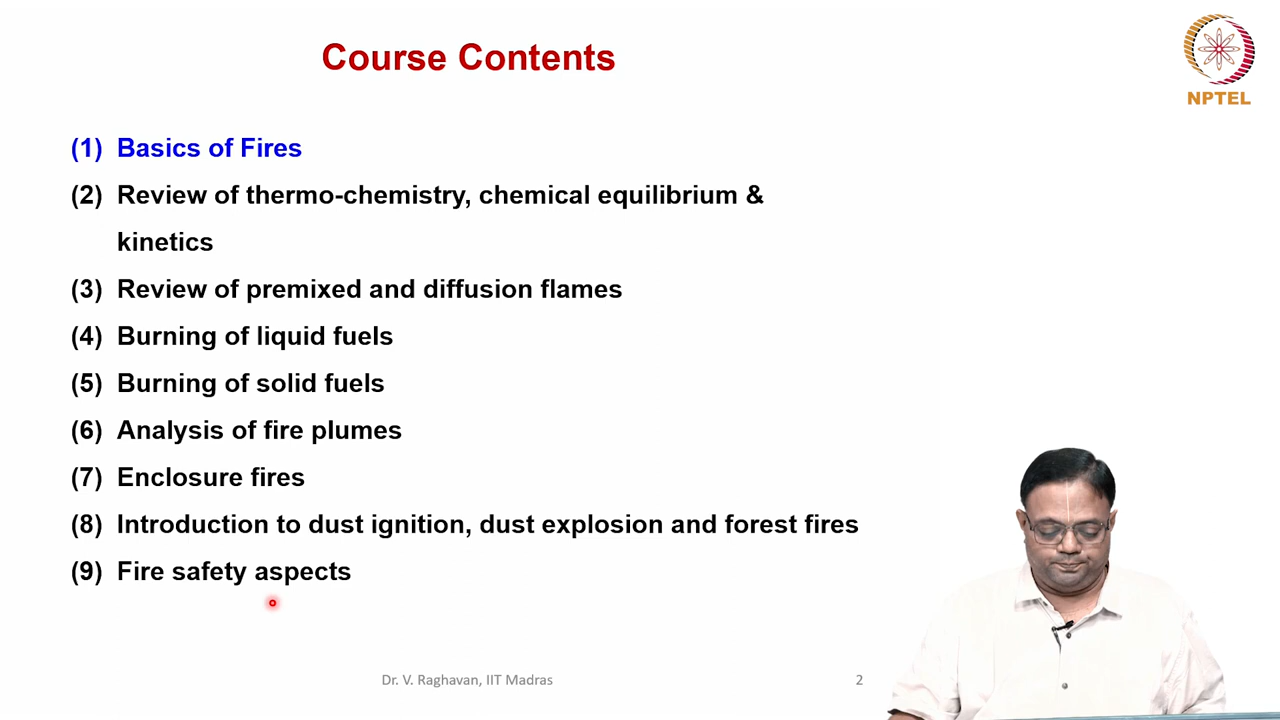 Course Contents
NPTEL
(1) Basics of Fires
(2) Review of thermo-chemistry, chemical equilibrium &
kinetics
(3) Review of premixed and diffusion flames
(4) Burning of liquid fuels
(5) Burning of solid fuels
(6) Analysis of fire plumes
(7) Enclosure fires
(8) Introduction to dust ignition, dust explosion and forest fires
(9) Fire safety aspects
Dr. V. Raghavan, IIT Madras
2